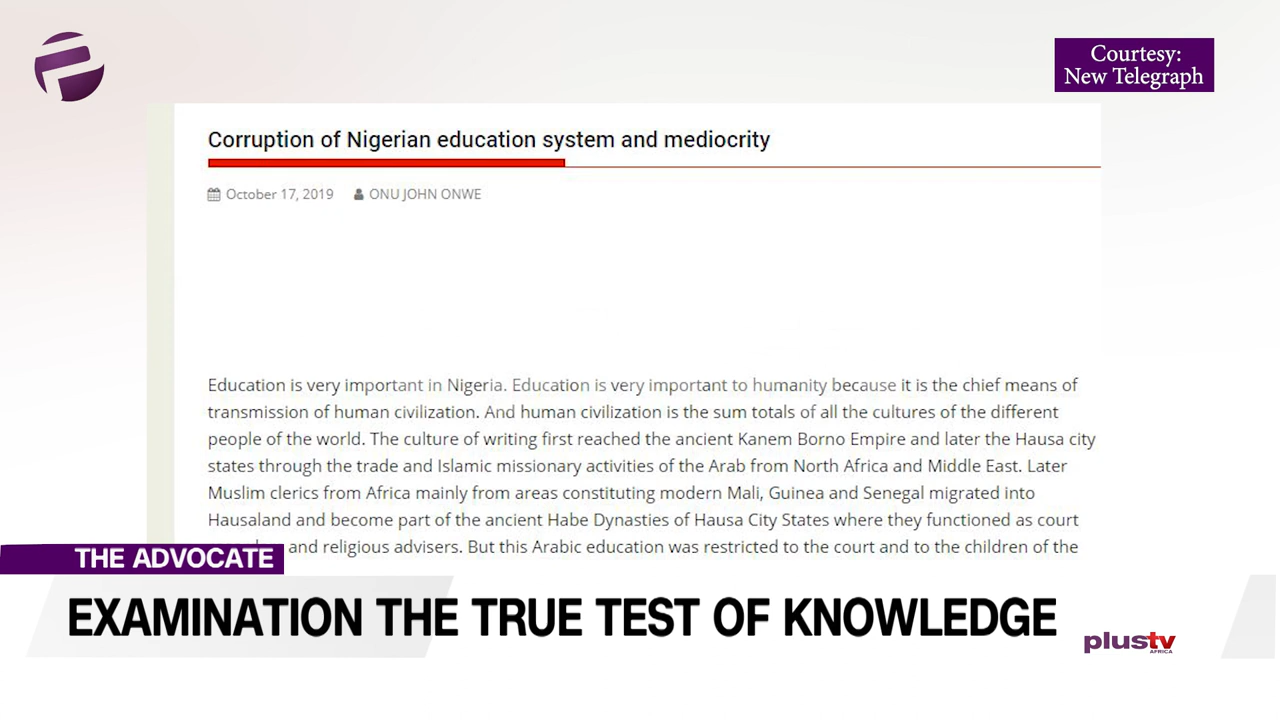 Courtesy:
New Telegraph
Corruption of Nigerian education system and mediocrity
October 17, 2019 ONU JOHN ONWE
Education is very important in Nigeria. Education is very important to humanity because it is the chief means of
transmission of human civilization. And human civilization is the sum totals of all the cultures of the different
people of the world. The culture of writing first reached the ancient Kanem Borno Empire and later the Hausa city
states through the trade and Islamic missionary activities of the Arab from North Africa and Middle East. Later
Muslim clerics from Africa mainly from areas constituting modern Mali, Guinea and Senegal migrated into
Hausaland and become part of the ancient Habe Dynasties of Hausa City States where they functioned as court
and religious advisers. But this Arabic education was restricted to the court and to the children of the
THE ADVOCATE
EXAMINATION THE TRUE TEST OF KNOWLEDGE
plustv
AFRICA